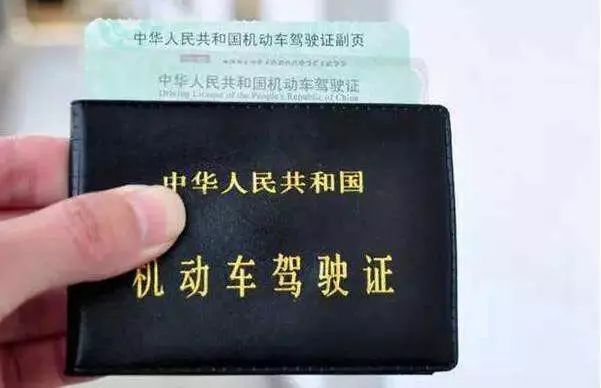 中华人民共和国机动车驾驶证副页
中华人民共和国机动车驾驶证
Driving License of the People's Republic of China
中华人民共和国
机动车驾驶证